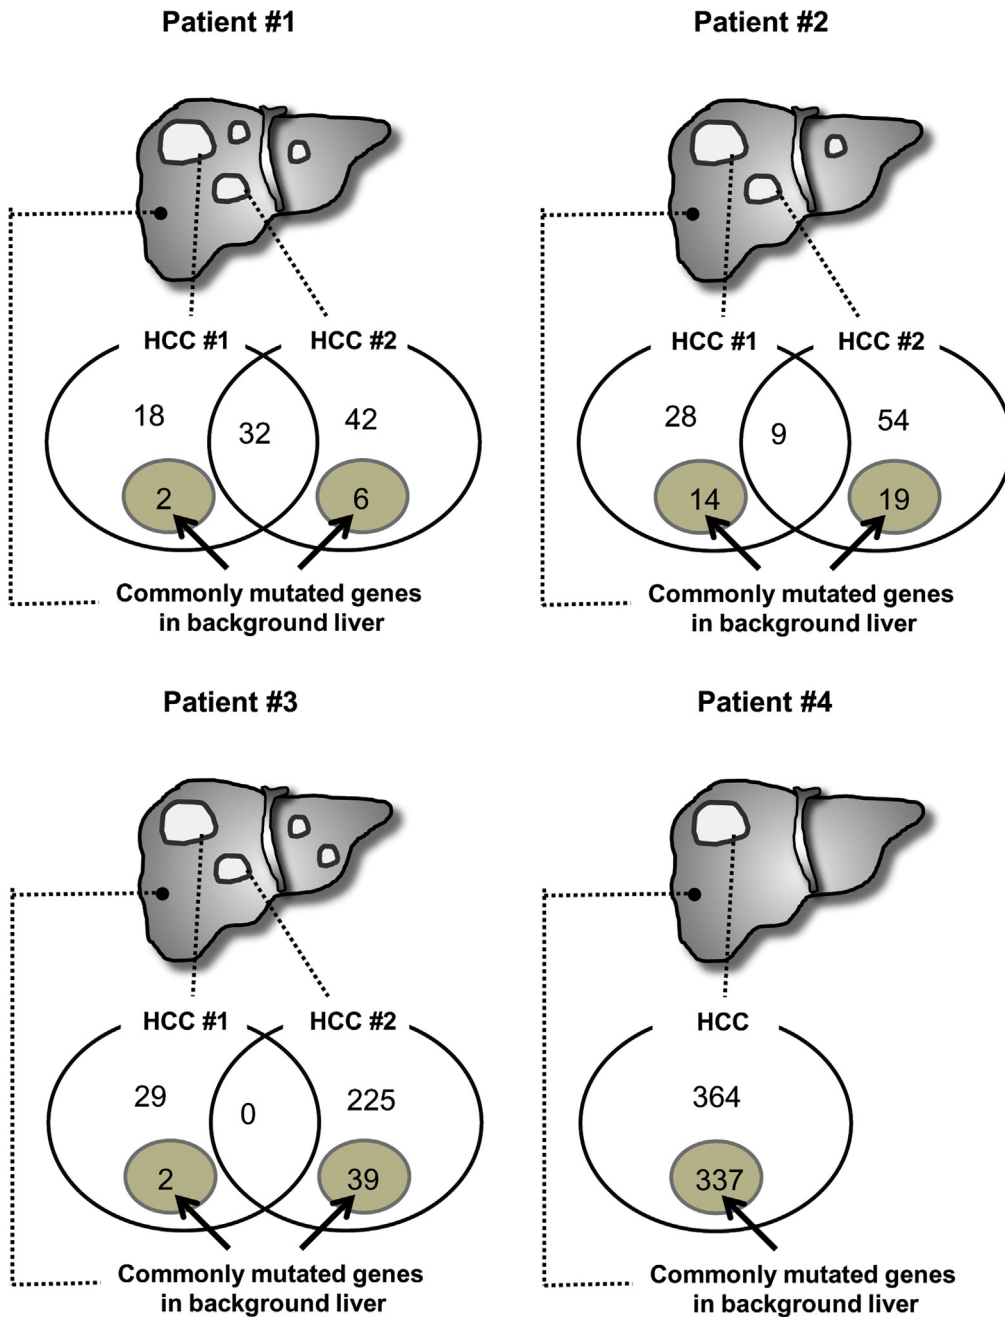 Patient #1
Patient #2
HCC #1
HCC #2
18
32
42
2
6
Commonly mutated genes
in background liver
HCC #1
HCC #2
28
9
54
14
19
Commonly mutated genes
in background liver
Patient #3
Patient #4
HCC #1
HCC #2
29
0
225
2
39
Commonly mutated genes
in background liver
HCC
364
337
Commonly mutated genes
in background liver